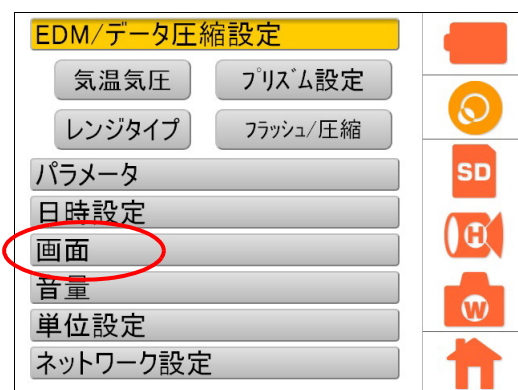 EDM/データ圧縮設定
気温気圧 プリズム設定
レンジタイプ フラッシュ/圧縮
パラメータ
SD
日時設定
画面
H
音量
W
単位設定
ネットワーク設定